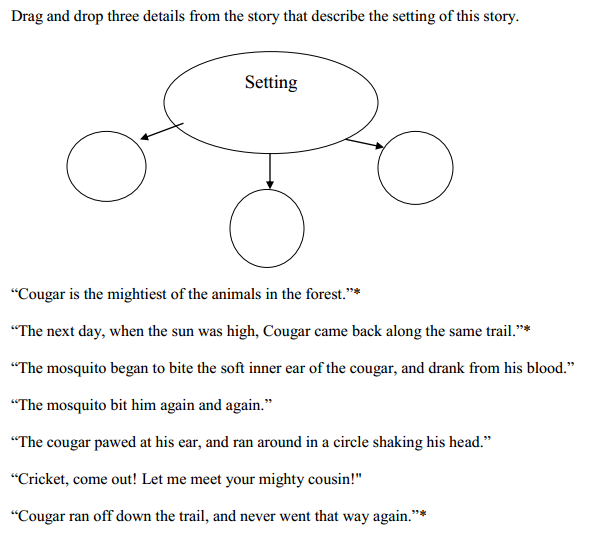 Drag and drop three details from the story that describe the setting of this story.
Setting
“Cougar is the mightiest of the animals in the forest.”*
“The next day, when the sun was high, Cougar came back along the same trail.”*
“The mosquito began to bite the soft inner ear of the cougar, and drank from his blood.”
“The mosquito bit him again and again.”
“The cougar pawed at his ear, and ran around in a circle shaking his head.”
“Cricket, come out! Let me meet your mighty cousin!"
“Cougar ran off down the trail, and never went that way again.”*